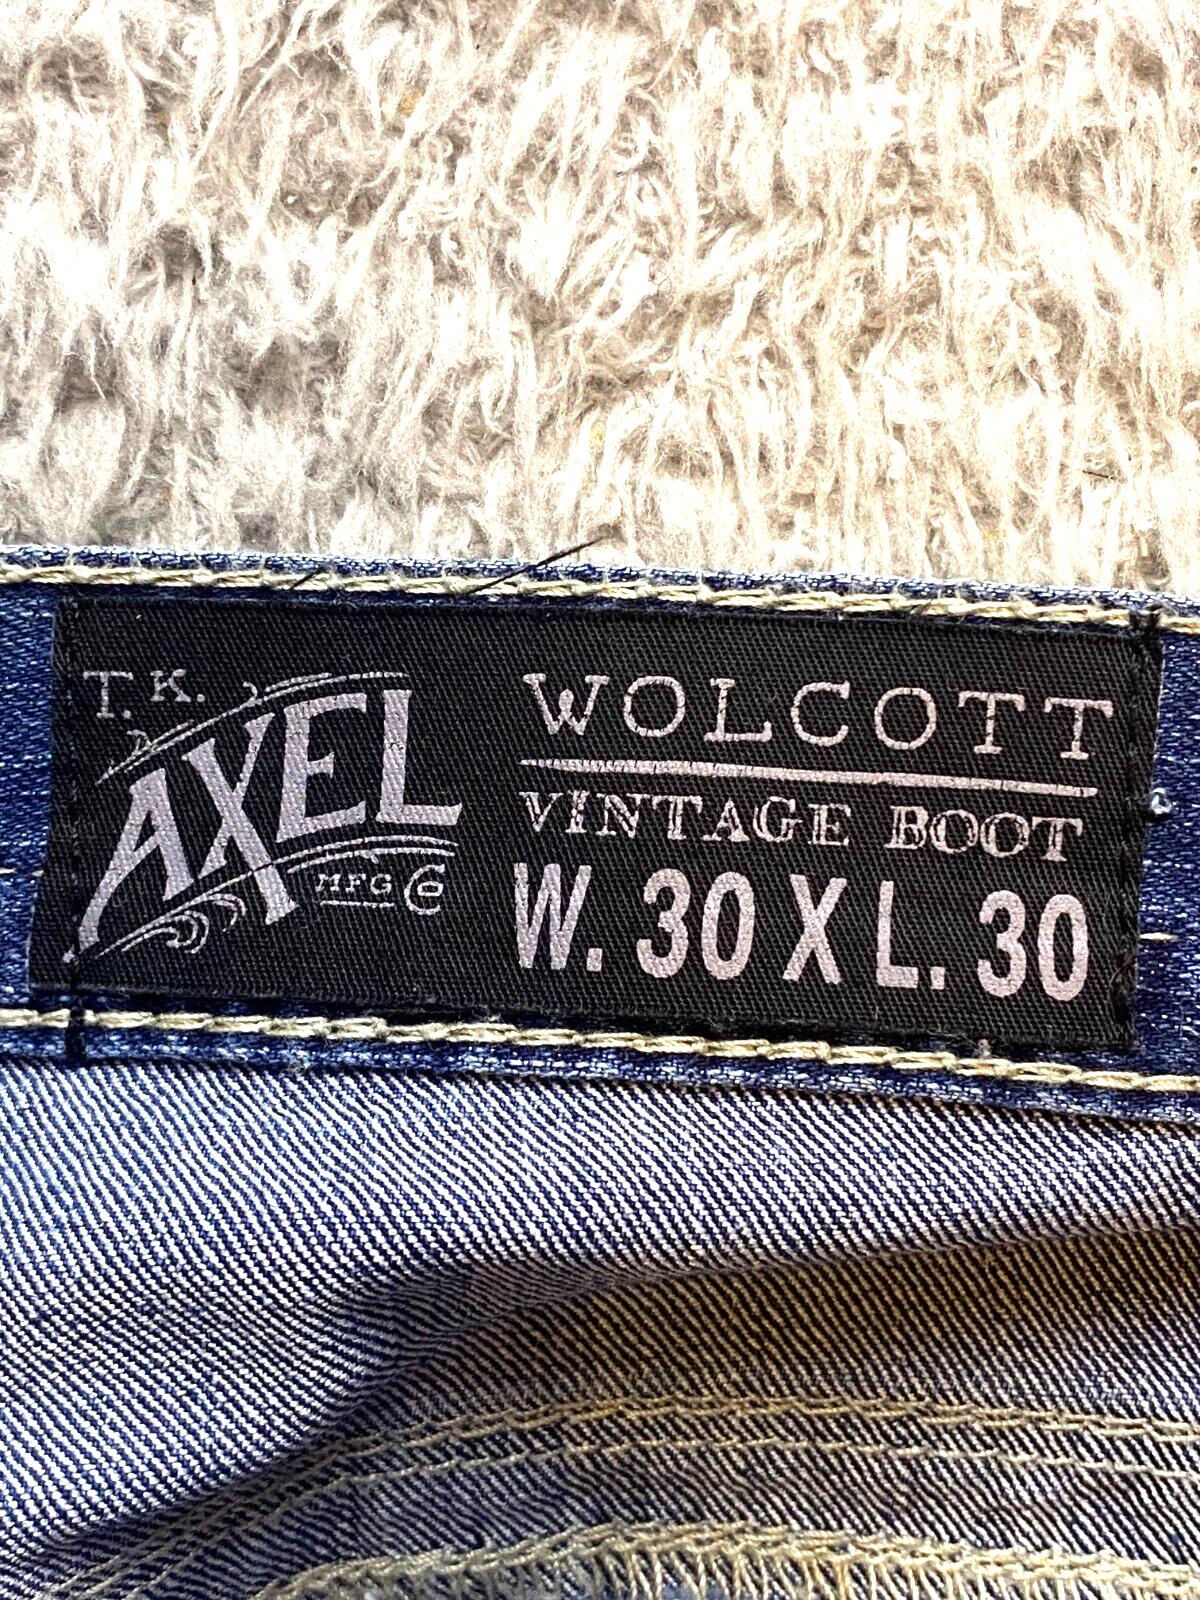 T.K.
AXEL
MFG Co
WOLCOTT
VINTAGE BOOT
W. 30 X L. 30